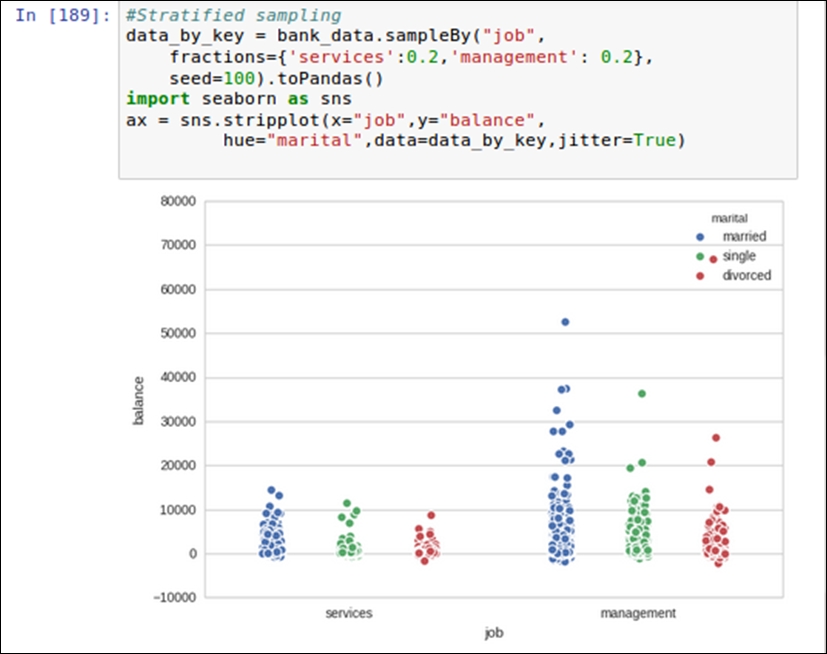 In [189]: #Stratified sampling
data_by_key = bank_data.sampleBy("job",
    fractions={'services':0.2,'management': 0.2},
    seed=100).toPandas()
import seaborn as sns
ax = sns.stripplot(x="job",y="balance",
         hue="marital",data=data_by_key,jitter=True)
80000
marital
married
70000
single
divorced
60000
50000
40000
balance
30000
20000
10000
0
−10000
services management
job